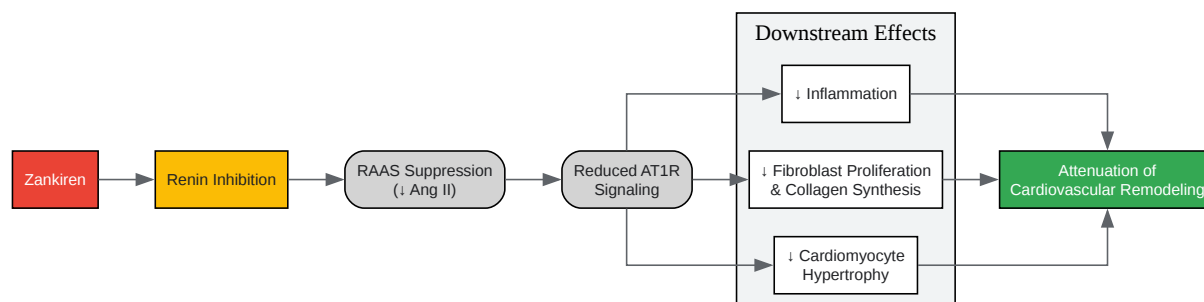 Zankiren
Renin Inhibition
RAAS Suppression
(↓ Ang II)
Reduced AT1R
Signaling
Downstream Effects
↓ Inflammation
↓ Fibroblast Proliferation
& Collagen Synthesis
↓ Cardiomyocyte
Hypertrophy
Attenuation of
Cardiovascular Remodeling